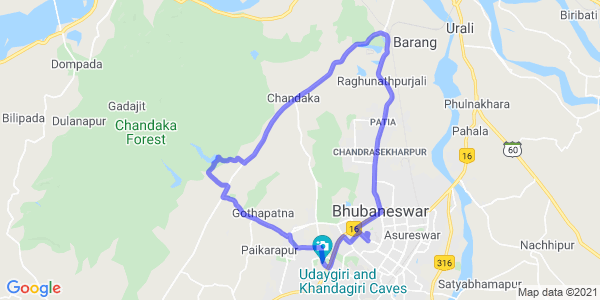 Biribati
Urali
Barang
Dompada
Raghunathpurjali
Chandaka
Gadajit
Phulnakhara
Bilipada
Dulanapur
PATIA
Chandaka
Forest
Pahala
16
60
CHANDRASEKHARPUR
Bhubaneswar
Gothapatna
16
Asureswar
Nachhipur
Paikarapur
316
Udaygiri and
Khandagiri Caves
Satyabhamapur
Google
Map data ©2021